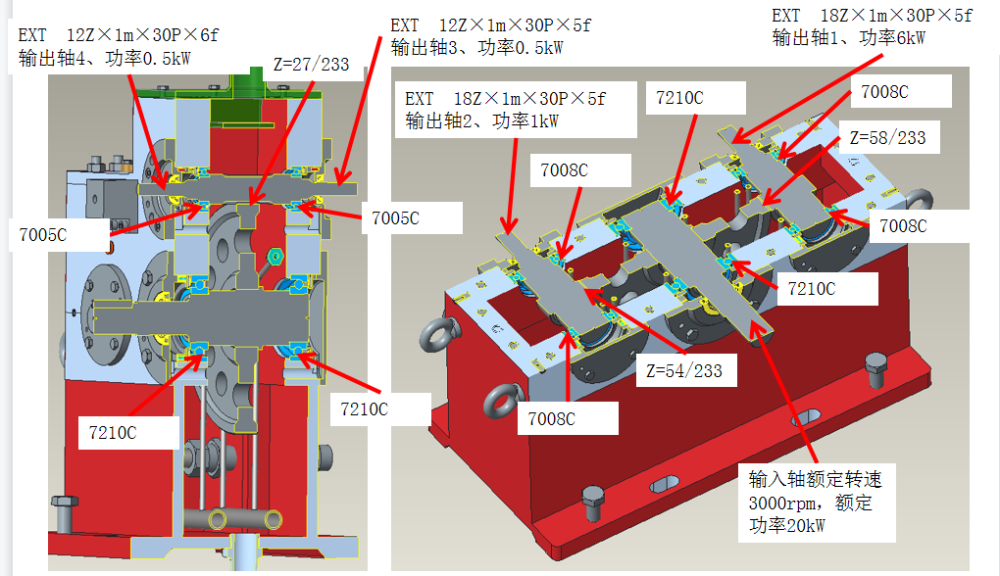 EXT 12Z×1m×30P×6f
输出轴4、功率0.5kW
Z=27/233
EXT 12Z×1m×30P×5f
输出轴3、功率0.5kW
7005C
7005C
7210C
7210C
EXT 18Z×1m×30P×5f
输出轴1、功率6kW
EXT 18Z×1m×30P×5f
输出轴2、功率1kW
7210C
7008C
Z=58/233
7008C
7008C
7210C
Z=54/233
7008C
输入轴额定转速
3000rpm，额定
功率20kW